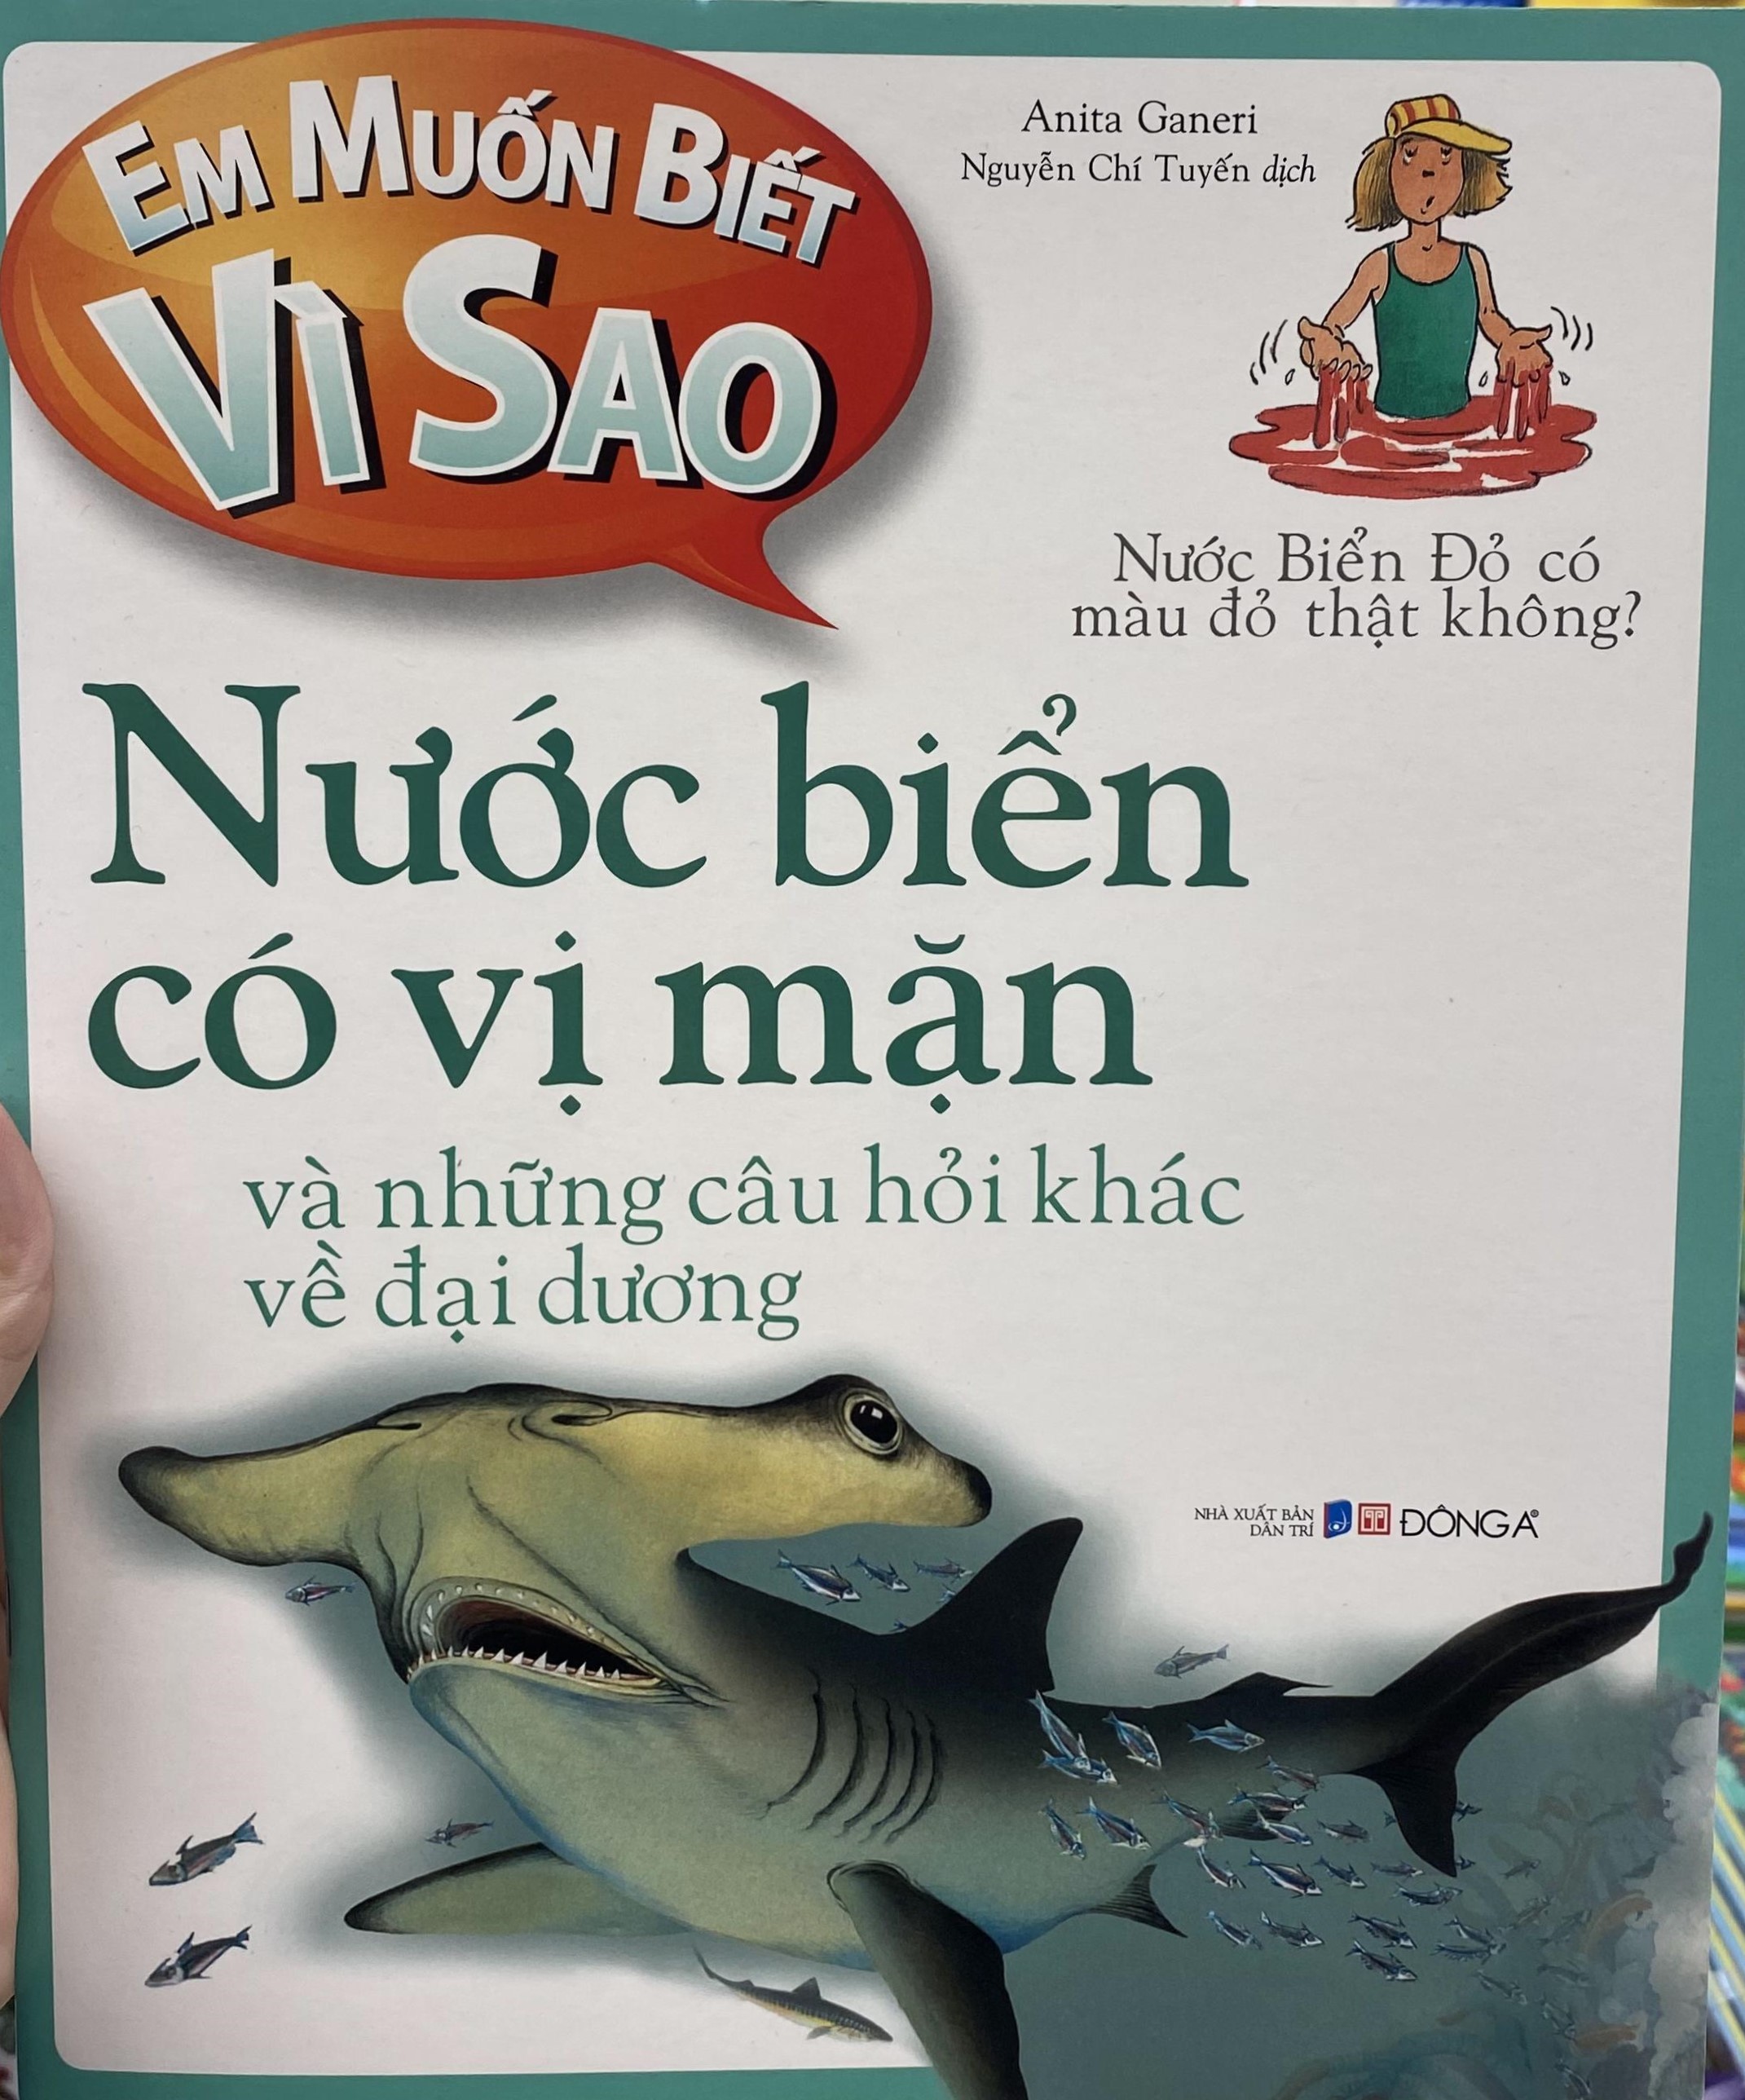 EM MUỐN BIẾT
VÌ SAO
Anita Ganeri
Nguyễn Chí Tuyến dịch
Nước Biển Đỏ có
màu đỏ thật không?
Nước biển
có vị mặn
và những câu hỏi khác
về đại dương
NHÀ XUẤT BẢN
DÂN TRÍ
ĐÔNG A®